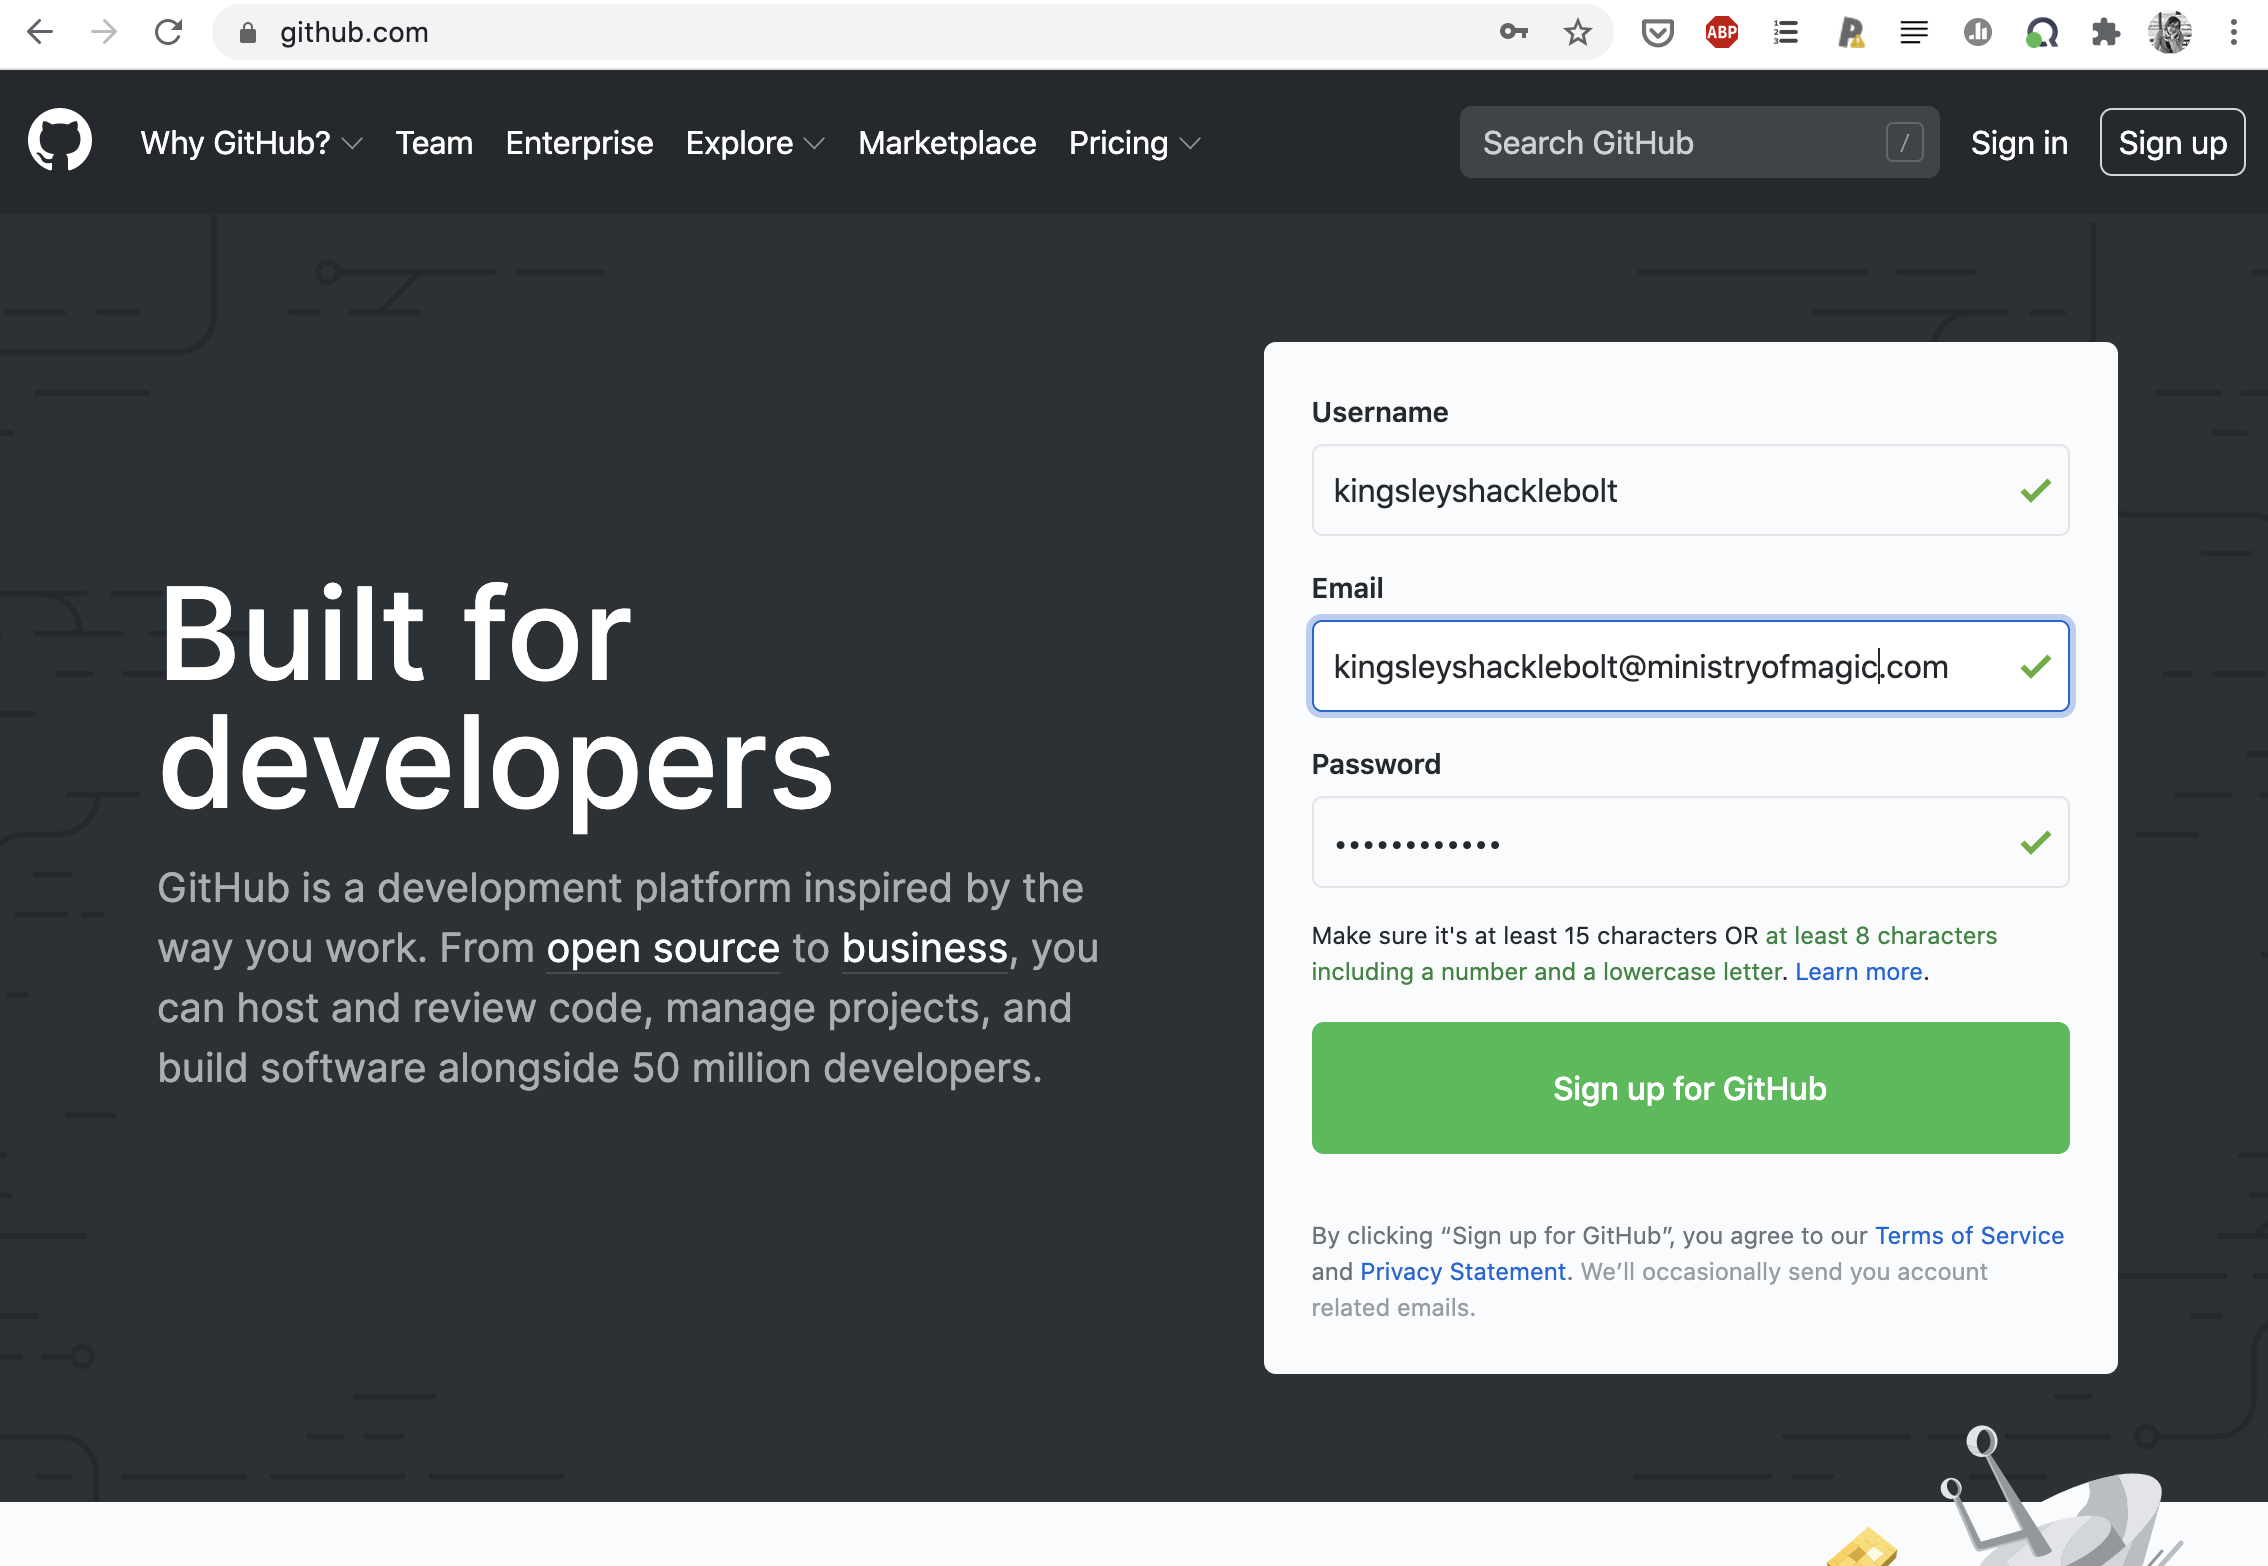 github.com
ABP
Why GitHub? Team Enterprise Explore Marketplace Pricing Search GitHub / Sign in Sign up
Built for
developers
GitHub is a development platform inspired by the
way you work. From open source to business, you
can host and review code, manage projects, and
build software alongside 50 million developers.
Username
kingsleyshacklebolt
Email
kingsleyshacklebolt@ministryofmagic.com
Password
••••••••••••
Make sure it's at least 15 characters OR at least 8 characters
including a number and a lowercase letter. Learn more.
Sign up for GitHub
By clicking “Sign up for GitHub”, you agree to our Terms of Service
and Privacy Statement. We’ll occasionally send you account
related emails.